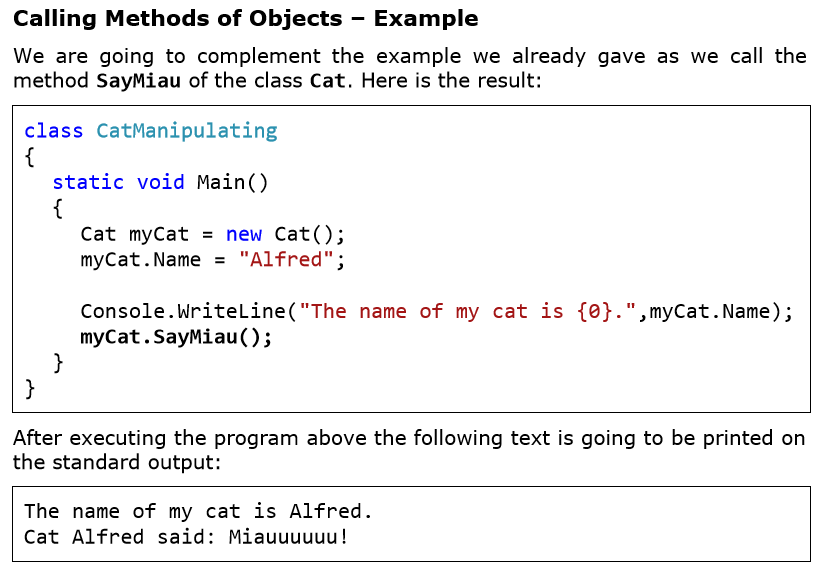 Calling Methods of Objects – Example
We are going to complement the example we already gave as we call the
method SayMiau of the class Cat. Here is the result:
class CatManipulating
{
static void Main()
{
Cat myCat = new Cat();
myCat.Name = "Alfred";
Console.WriteLine("The name of my cat is {0}.",myCat.Name);
myCat.SayMiau();
}
}
After executing the program above the following text is going to be printed on
the standard output:
The name of my cat is Alfred.
Cat Alfred said: Miauuuuuu!